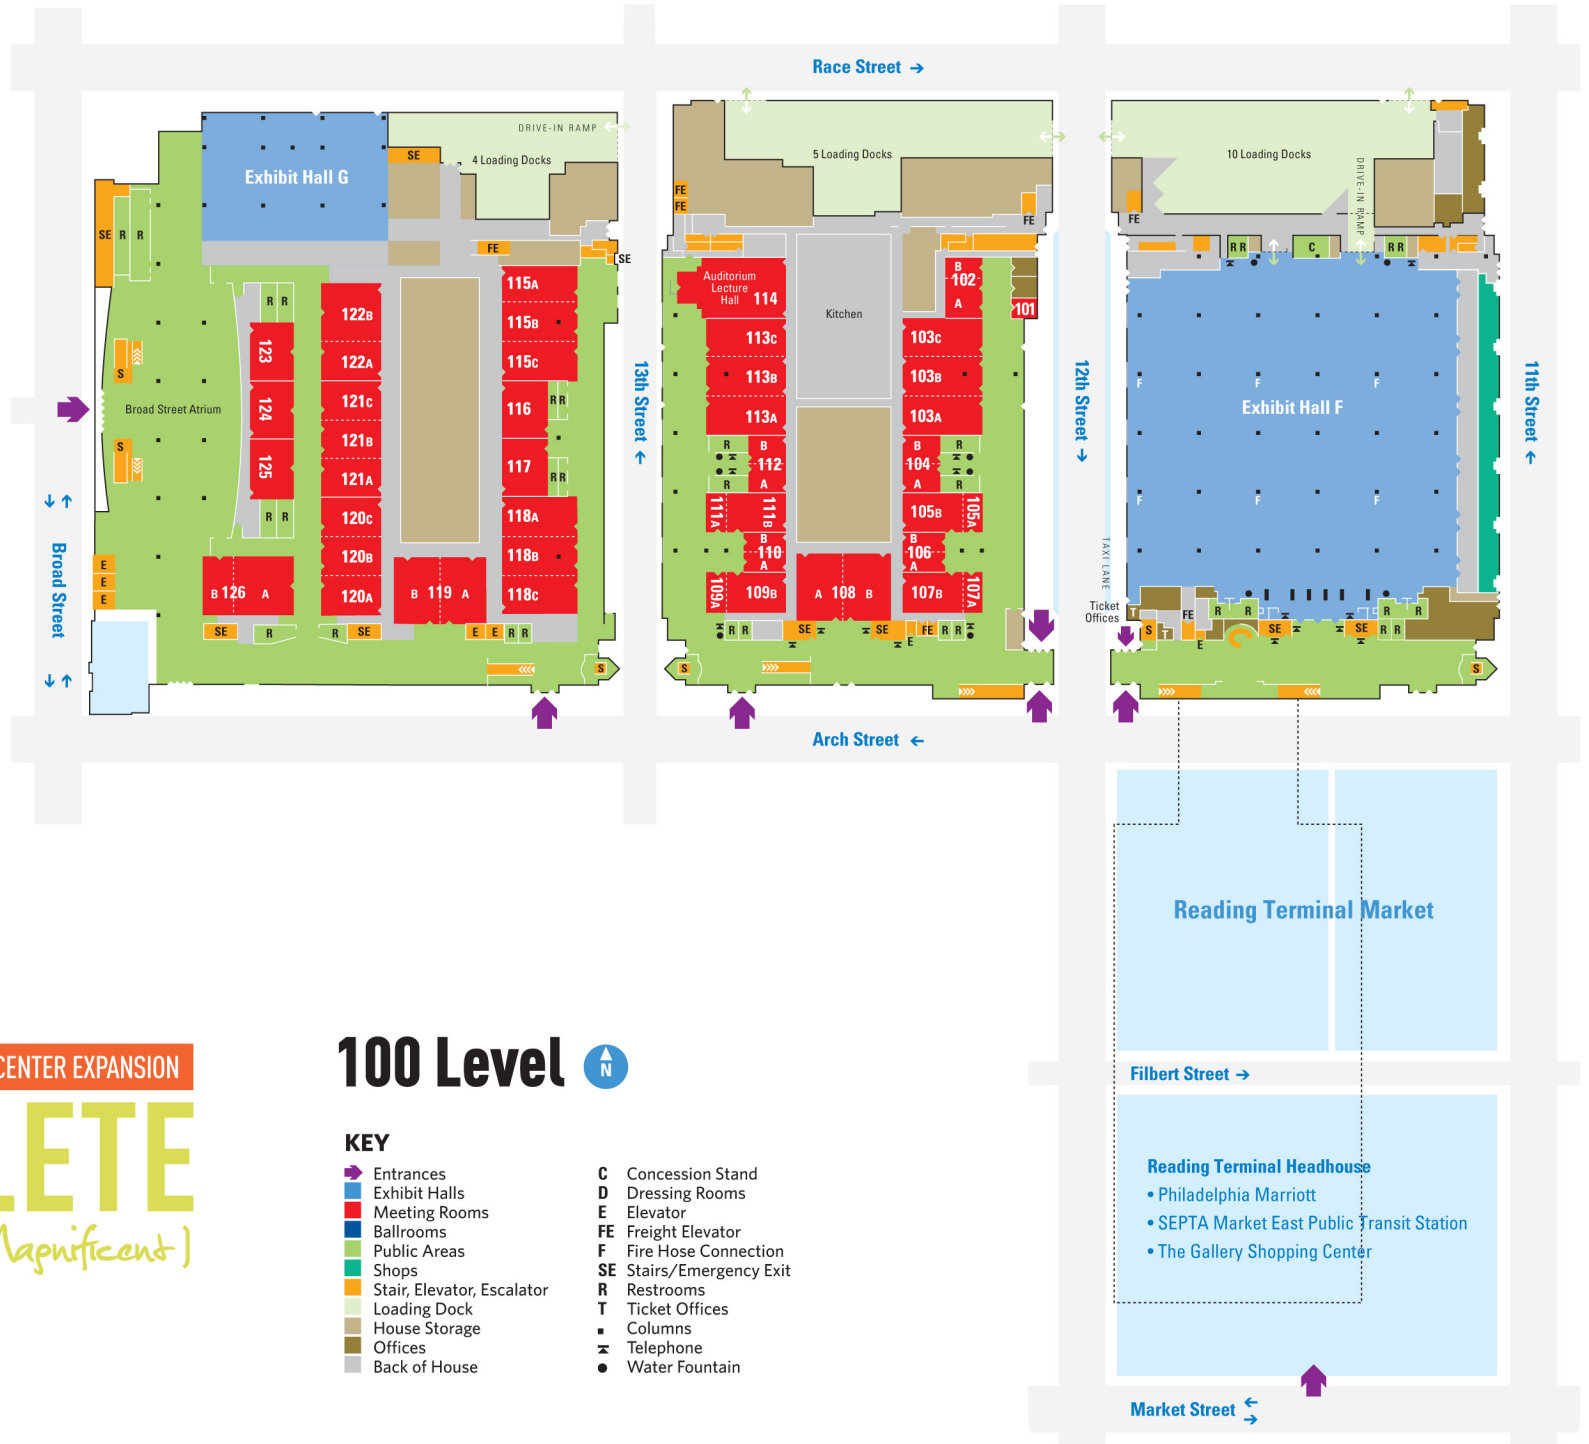 Race Street →
DRIVE-IN RAMP
4 Loading Docks
SE
Exhibit Hall G
SE R R
FE
SE
5 Loading Docks
FE
FE
FE
10 Loading Docks
DRIVE-IN RAMP
FE
R R
C
R R
R R
123
124
125
R R
S
Broad Street Atrium
S
E
E
E
122B
122A
121C
121B
121A
120C
120B
120A
B 126 A
B 119 A
115A
115B
115C
116
R R
117
R R
118A
118B
118C
SE
R
R
SE
E E R R
S
Auditorium
Lecture
Hall
114
113C
113B
113A
R
B
112
A
R
111A
111B
B
110
A
109A
109B
Kitchen
A 108 B
B
102
A
101
103C
103B
103A
B
104
A
R
R
105B
105A
B
106
A
107B
107A
R R
SE
SE
E
FE R R
S
13th Street ←
12th Street →
11th Street ←
TAXI LANE
Exhibit Hall F
F F F
F F F
Ticket
Offices
T
S
T
FE
E
R R
SE
SE
R R
R R
S
↓ ↑
Broad Street
↓ ↑
Arch Street ←
Reading Terminal Market
Filbert Street →
Reading Terminal Headhouse
• Philadelphia Marriott
• SEPTA Market East Public Transit Station
• The Gallery Shopping Center
Market Street
CENTER EXPANSION
LETE
Magnificent)
100 Level
N
KEY
Entrances
Exhibit Halls
Meeting Rooms
Ballrooms
Public Areas
Shops
Stair, Elevator, Escalator
Loading Dock
House Storage
Offices
Back of House
C Concession Stand
D Dressing Rooms
E Elevator
FE Freight Elevator
F Fire Hose Connection
SE Stairs/Emergency Exit
R Restrooms
T Ticket Offices
Columns
Telephone
Water Fountain